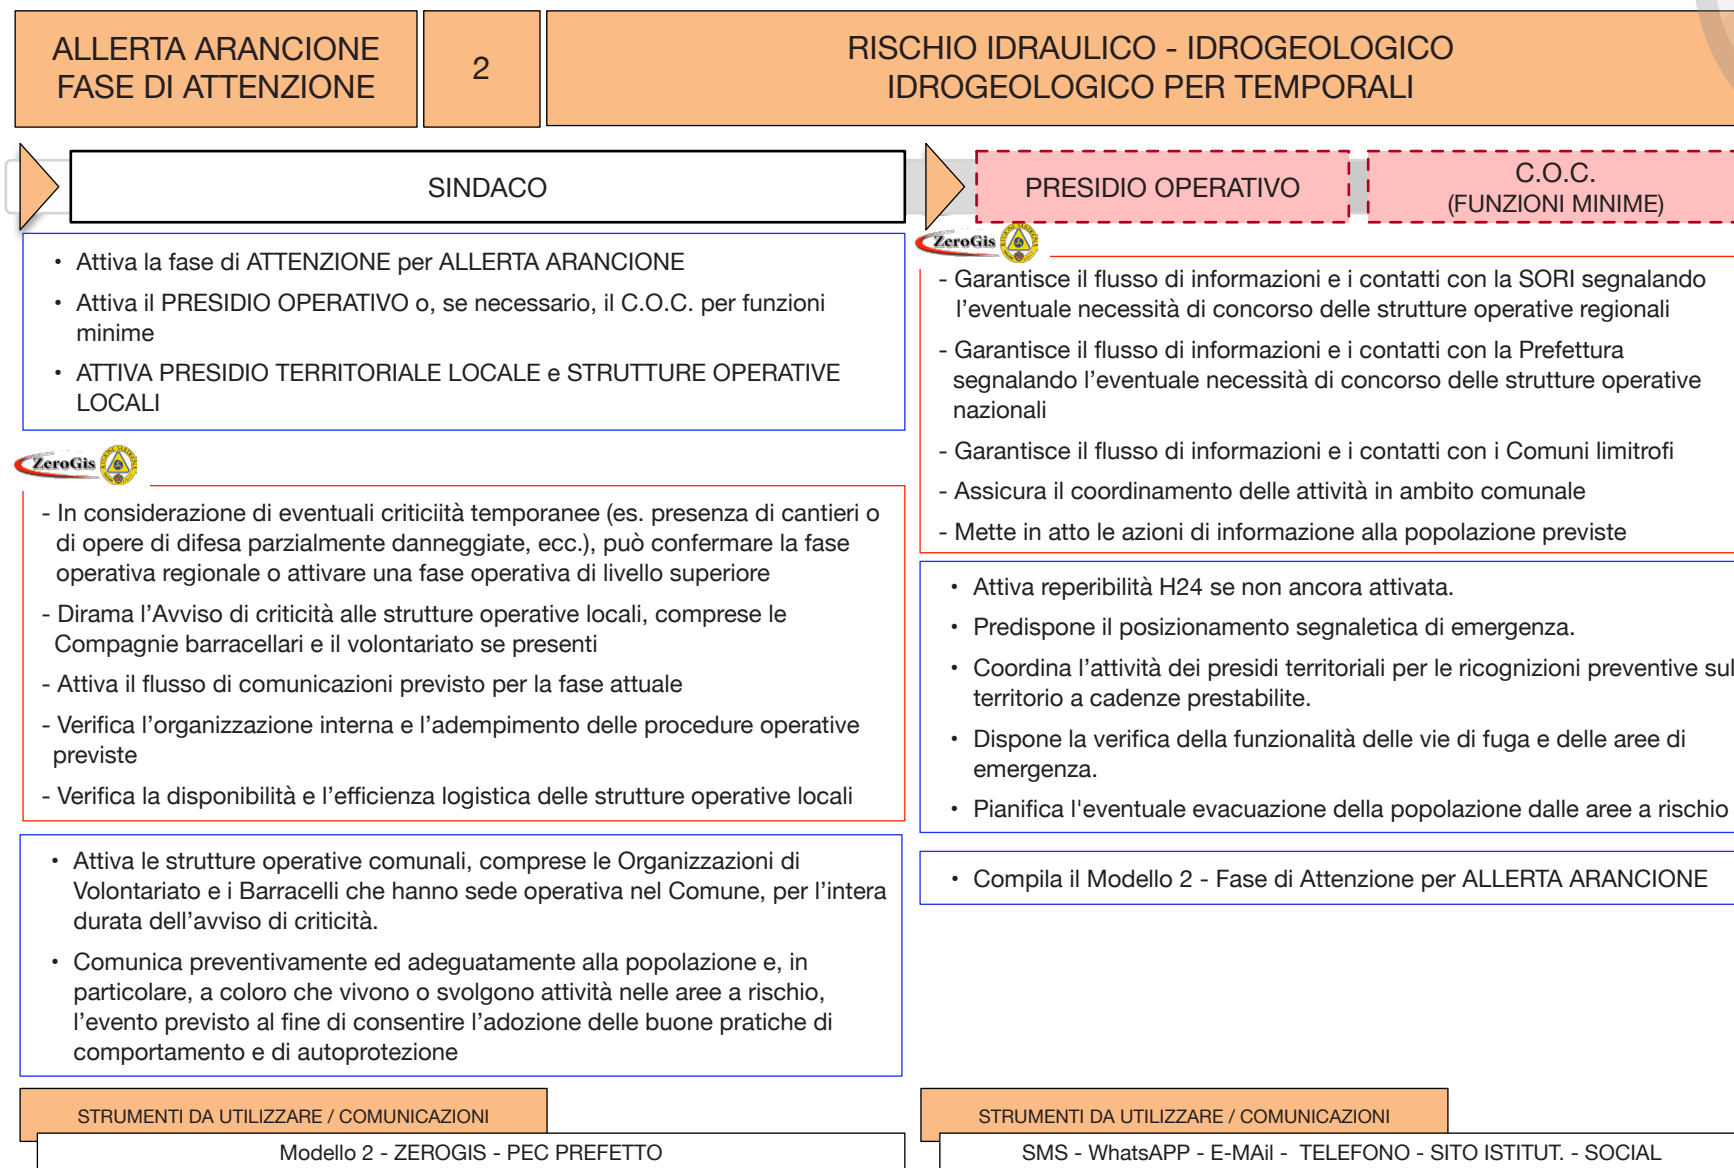 ALLERTA ARANCIONE
FASE DI ATTENZIONE
2
RISCHIO IDRAULICO - IDROGEOLOGICO
IDROGEOLOGICO PER TEMPORALI
SINDACO
• Attiva la fase di ATTENZIONE per ALLERTA ARANCIONE
• Attiva il PRESIDIO OPERATIVO o, se necessario, il C.O.C. per funzioni
minime
• ATTIVA PRESIDIO TERRITORIALE LOCALE e STRUTTURE OPERATIVE
LOCALI
ZeroGis
- In considerazione di eventuali criticiità temporanee (es. presenza di cantieri o
di opere di difesa parzialmente danneggiate, ecc.), può confermare la fase
operativa regionale o attivare una fase operativa di livello superiore
- Dirama l'Avviso di criticità alle strutture operative locali, comprese le
Compagnie barracellari e il volontariato se presenti
- Attiva il flusso di comunicazioni previsto per la fase attuale
- Verifica l'organizzazione interna e l'adempimento delle procedure operative
previste
- Verifica la disponibilità e l'efficienza logistica delle strutture operative locali
• Attiva le strutture operative comunali, comprese le Organizzazioni di
Volontariato e i Barracelli che hanno sede operativa nel Comune, per l'intera
durata dell'avviso di criticità.
• Comunica preventivamente ed adeguatamente alla popolazione e, in
particolare, a coloro che vivono o svolgono attività nelle aree a rischio,
l'evento previsto al fine di consentire l'adozione delle buone pratiche di
comportamento e di autoprotezione
STRUMENTI DA UTILIZZARE / COMUNICAZIONI
Modello 2 - ZEROGIS - PEC PREFETTO
PRESIDIO OPERATIVO
C.O.C.
(FUNZIONI MINIME)
ZeroGis
- Garantisce il flusso di informazioni e i contatti con la SORI segnalando
l'eventuale necessità di concorso delle strutture operative regionali
- Garantisce il flusso di informazioni e i contatti con la Prefettura
segnalando l'eventuale necessità di concorso delle strutture operative
nazionali
- Garantisce il flusso di informazioni e i contatti con i Comuni limitrofi
- Assicura il coordinamento delle attività in ambito comunale
- Mette in atto le azioni di informazione alla popolazione previste
• Attiva reperibilità H24 se non ancora attivata.
• Predispone il posizionamento segnaletica di emergenza.
• Coordina l'attività dei presidi territoriali per le ricognizioni preventive sul
territorio a cadenze prestabilite.
• Dispone la verifica della funzionalità delle vie di fuga e delle aree di
emergenza.
• Pianifica l'eventuale evacuazione della popolazione dalle aree a rischio
• Compila il Modello 2 - Fase di Attenzione per ALLERTA ARANCIONE
STRUMENTI DA UTILIZZARE / COMUNICAZIONI
SMS - WhatsAPP - E-MAil - TELEFONO - SITO ISTITUT. - SOCIAL